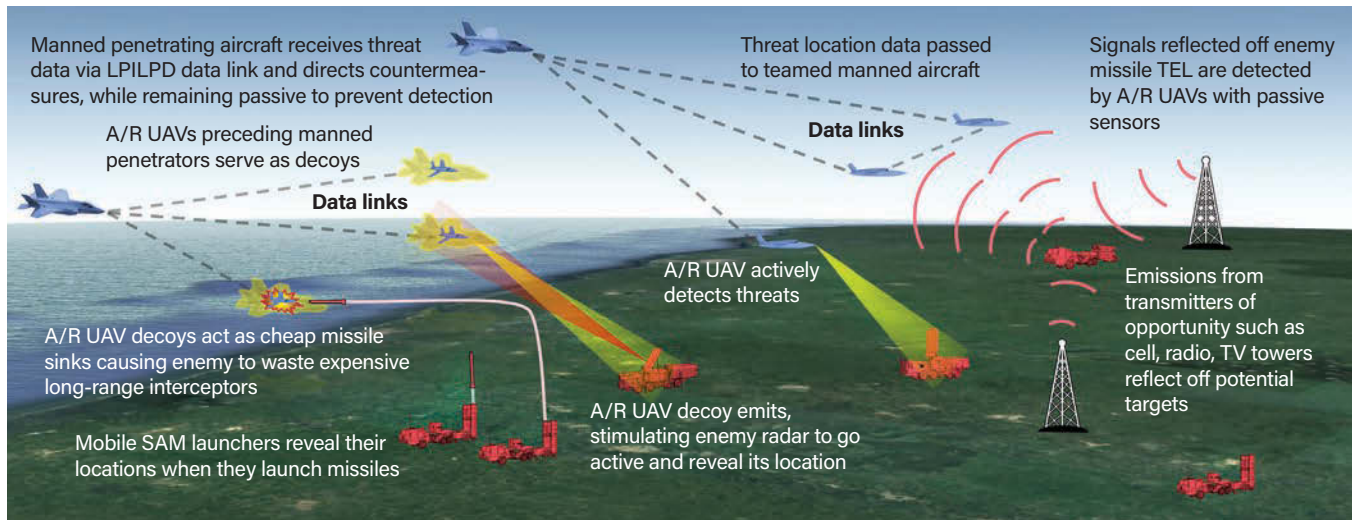 Manned penetrating aircraft receives threat
data via LPILPD data link and directs countermea-
sures, while remaining passive to prevent detection
A/R UAVs preceding manned
penetrators serve as decoys
Data links
Threat location data passed
to teamed manned aircraft
Data links
Signals reflected off enemy
missile TEL are detected
by A/R UAVs with passive
sensors
A/R UAV actively
detects threats
Emissions from
transmitters of
opportunity such as
cell, radio, TV towers
reflect off potential
targets
A/R UAV decoys act as cheap missile
sinks causing enemy to waste expensive
long-range interceptors
Mobile SAM launchers reveal their
locations when they launch missiles
A/R UAV decoy emits,
stimulating enemy radar to go
active and reveal its location